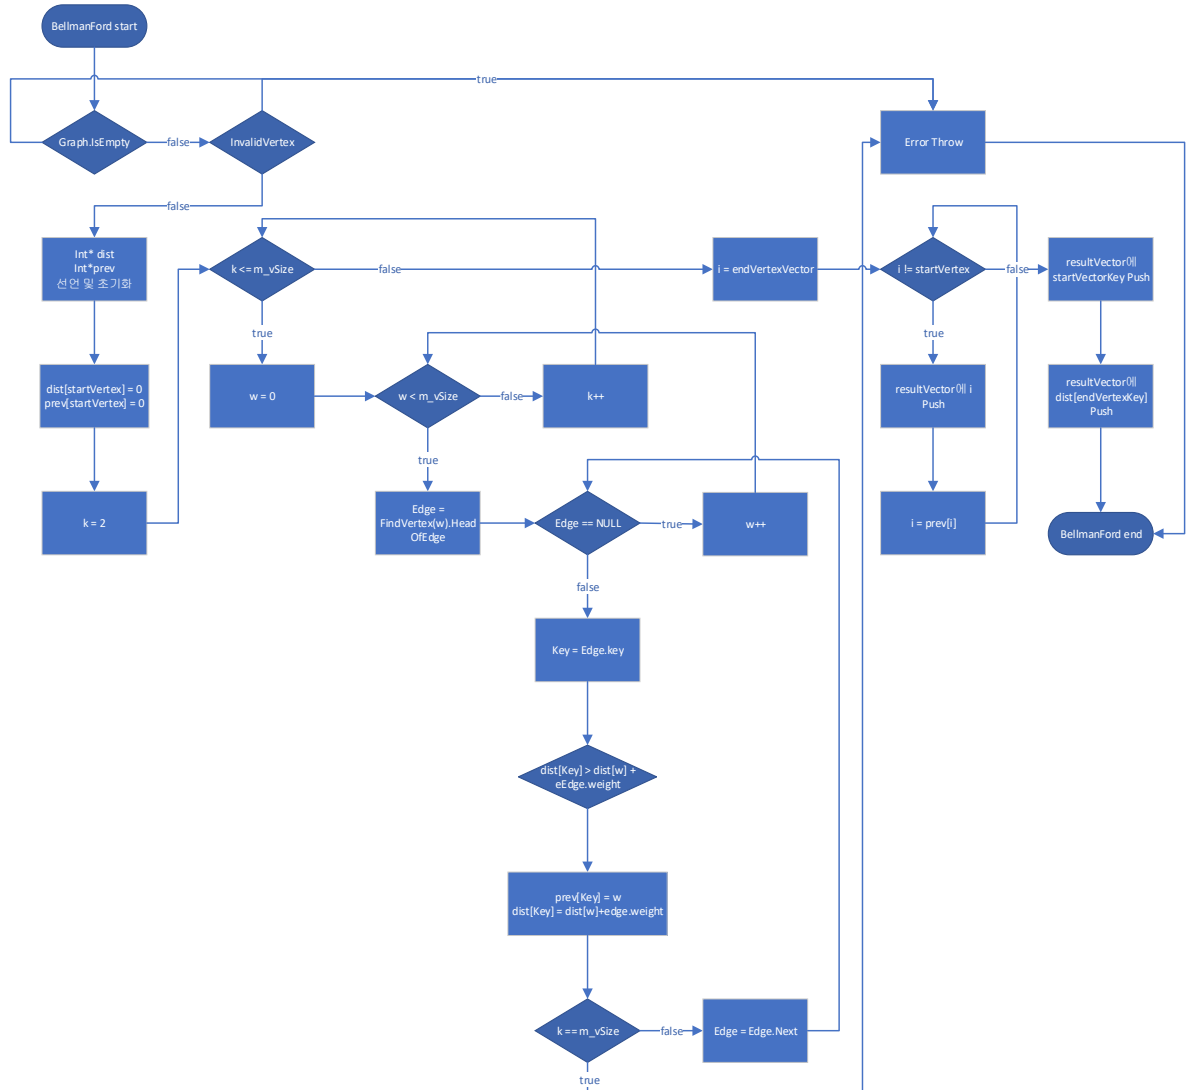 BellmanFord start
true
Graph.IsEmpty
false
InvalidVertex
Error Throw
false
Int* dist
Int*prev
선언 및 초기화
k <= m_vSize
false
i = endVertexVector
i != startVertex
false
resultVector에
startVectorKey Push
true
true
dist[startVertex] = 0
prev[startVertex] = 0
w = 0
w < m_vSize
false
k++
resultVector에 i
Push
resultVector에
dist[endVertexKey]
Push
true
k = 2
Edge =
FindVertex(w).Head
OfEdge
Edge == NULL
true
w++
i = prev[i]
BellmanFord end
false
Key = Edge.key
dist[Key] > dist[w] +
eEdge.weight
prev[Key] = w
dist[Key] = dist[w]+edge.weight
k == m_vSize
false
Edge = Edge.Next
true